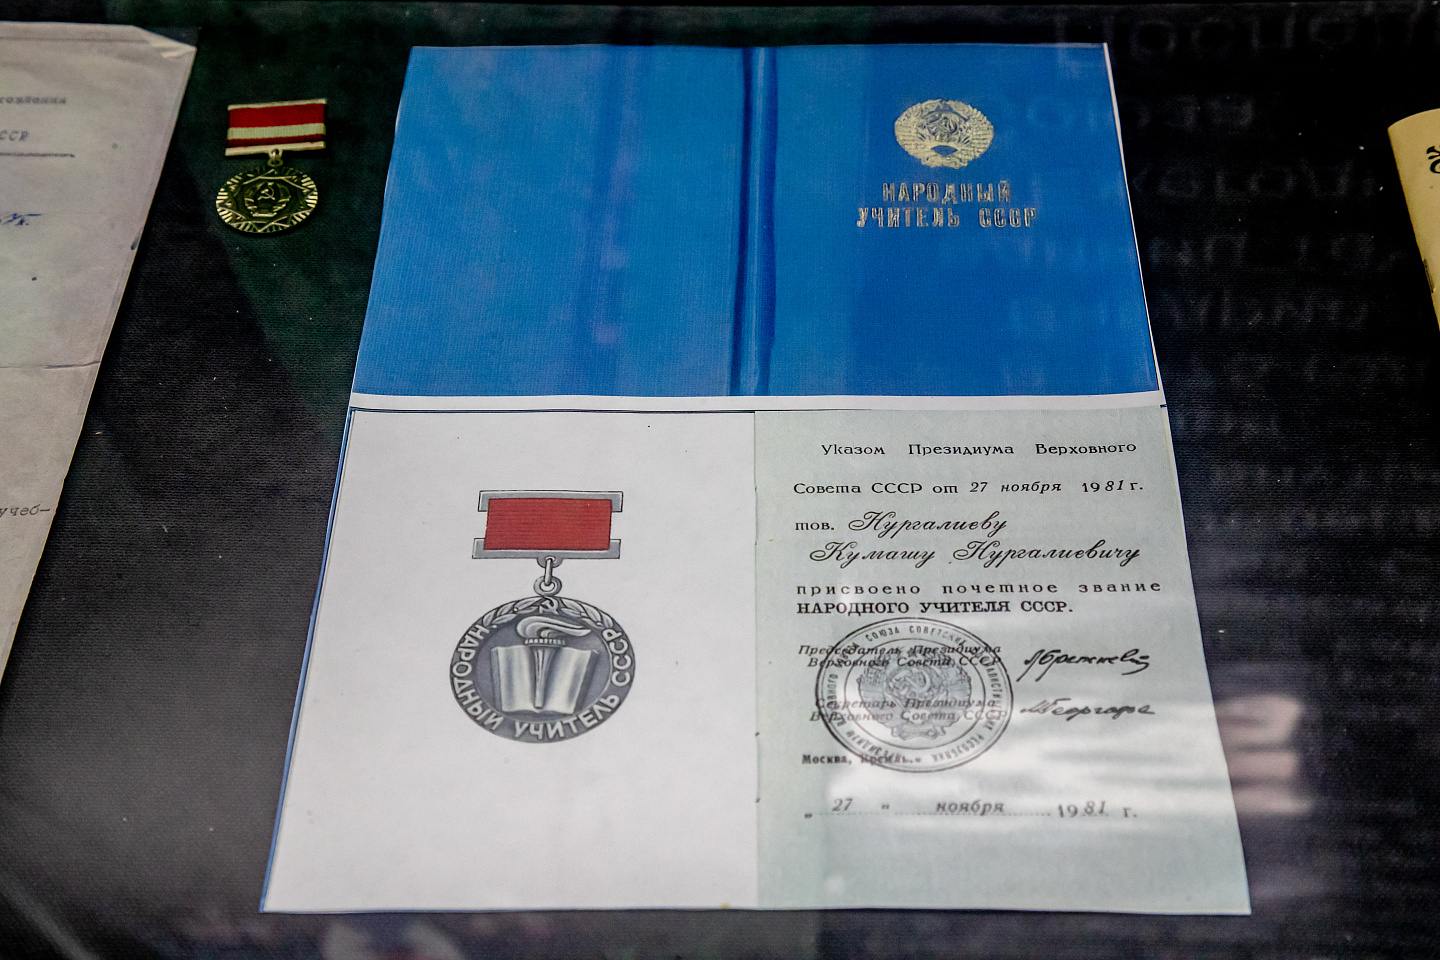 СССР
учеб-
НАРОДНЫЙ
УЧИТЕЛЬ СССР
НАРОДНЫЙ УЧИТЕЛЬ СССР
Указом Президиума Верховного
Совета СССР от 27 ноября 1981 г.
тов. Нургалиеву
Кумашу Нургалиевичу
присвоено почетное звание
НАРОДНОГО УЧИТЕЛЯ СССР.
Председатель Президиума
Верховного Совета СССР
Секретарь Президиума
Верховного Совета СССР
Москва, Кремль.
„ 27 “ ноября 1981 г.